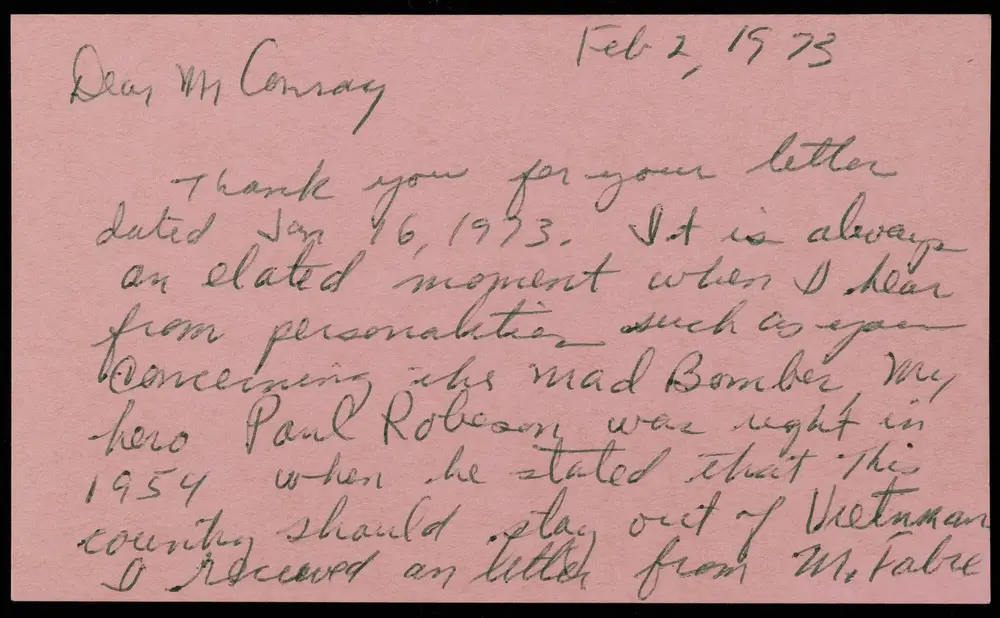 Feb 2, 1973
Dear Mr Conray
Thank you for your letter
dated Jan 16, 1973. It is always
an elated moment when I hear
from personalities such as you
concerning the Mad Bomber, My
hero Paul Robeson was right in
1954 when he stated that this
country should stay out of Vietnman
I received an letter from M. Fabre